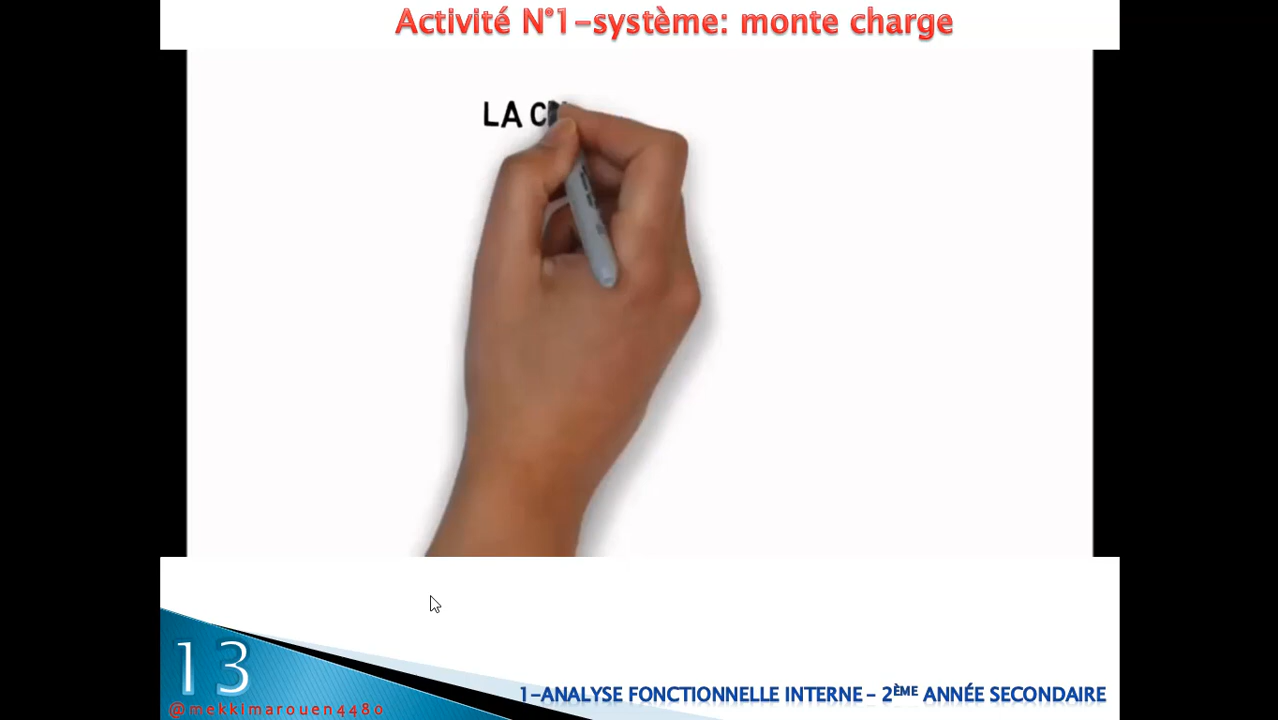 Activité N°1-système: monte charge
LA
13
@mekkimarouen4480
1-ANALYSE FONCTIONNELLE INTERNE - 2ÈME ANNÉE SECONDAIRE